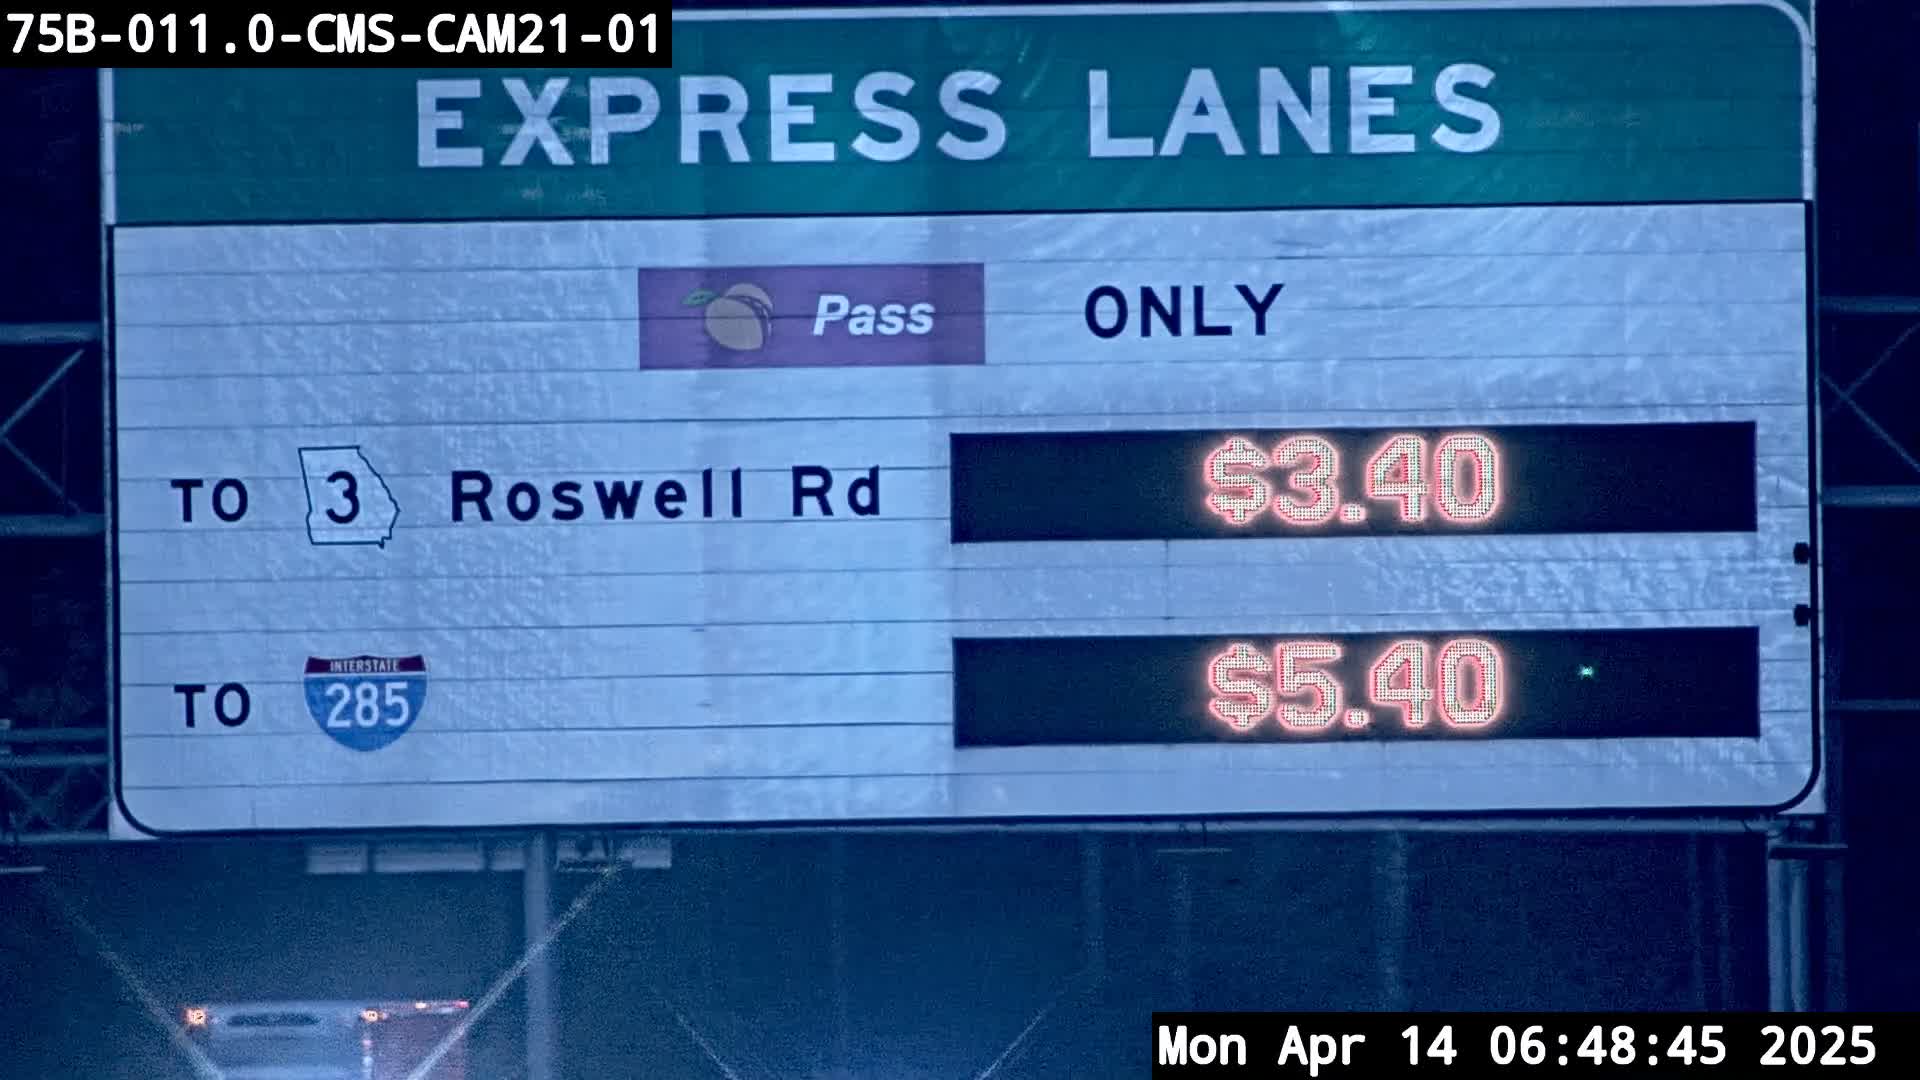 75B-011.0-CMS-CAM21-01
EXPRESS LANES
Pass ONLY
TO 3 Roswell Rd $3.40
INTERSTATE
TO 285 $5.40
Mon Apr 14 06:48:45 2025